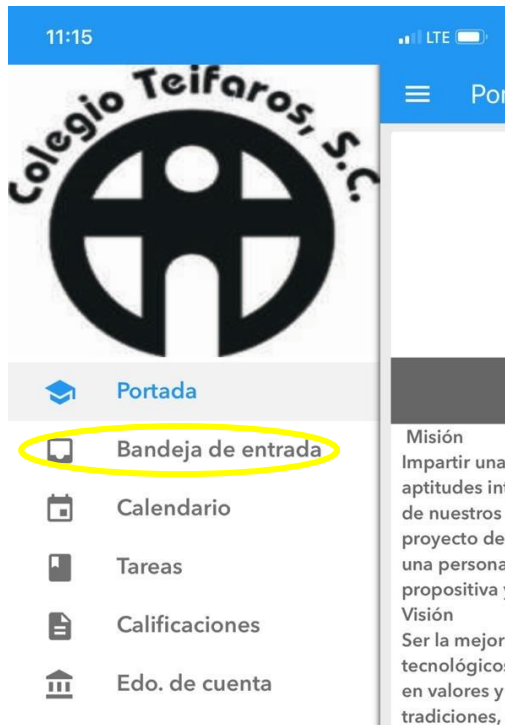 11:15
LTE
Colegio Teifaros, S.C.
Por
Portada
Bandeja de entrada
Calendario
Tareas
Calificaciones
Edo. de cuenta
Misión
Impartir una
aptitudes int
de nuestros
proyecto de
una persona
propositiva y
Visión
Ser la mejor
tecnológicos
en valores y
tradiciones,